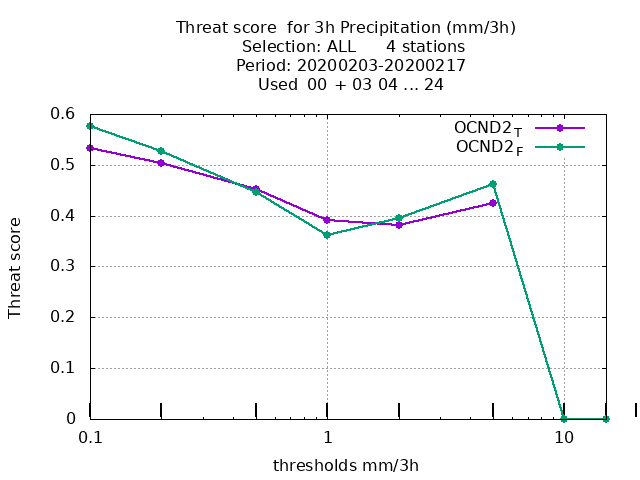 Threat score  for 3h Precipitation (mm/3h)
Selection: ALL      4 stations
Period: 20200203-20200217
Used  00  + 03 04 ... 24
OCND2T
OCND2F
0.6
0.5
0.4
0.3
0.2
0.1
0
Threat score
0.1 1 10
thresholds mm/3h